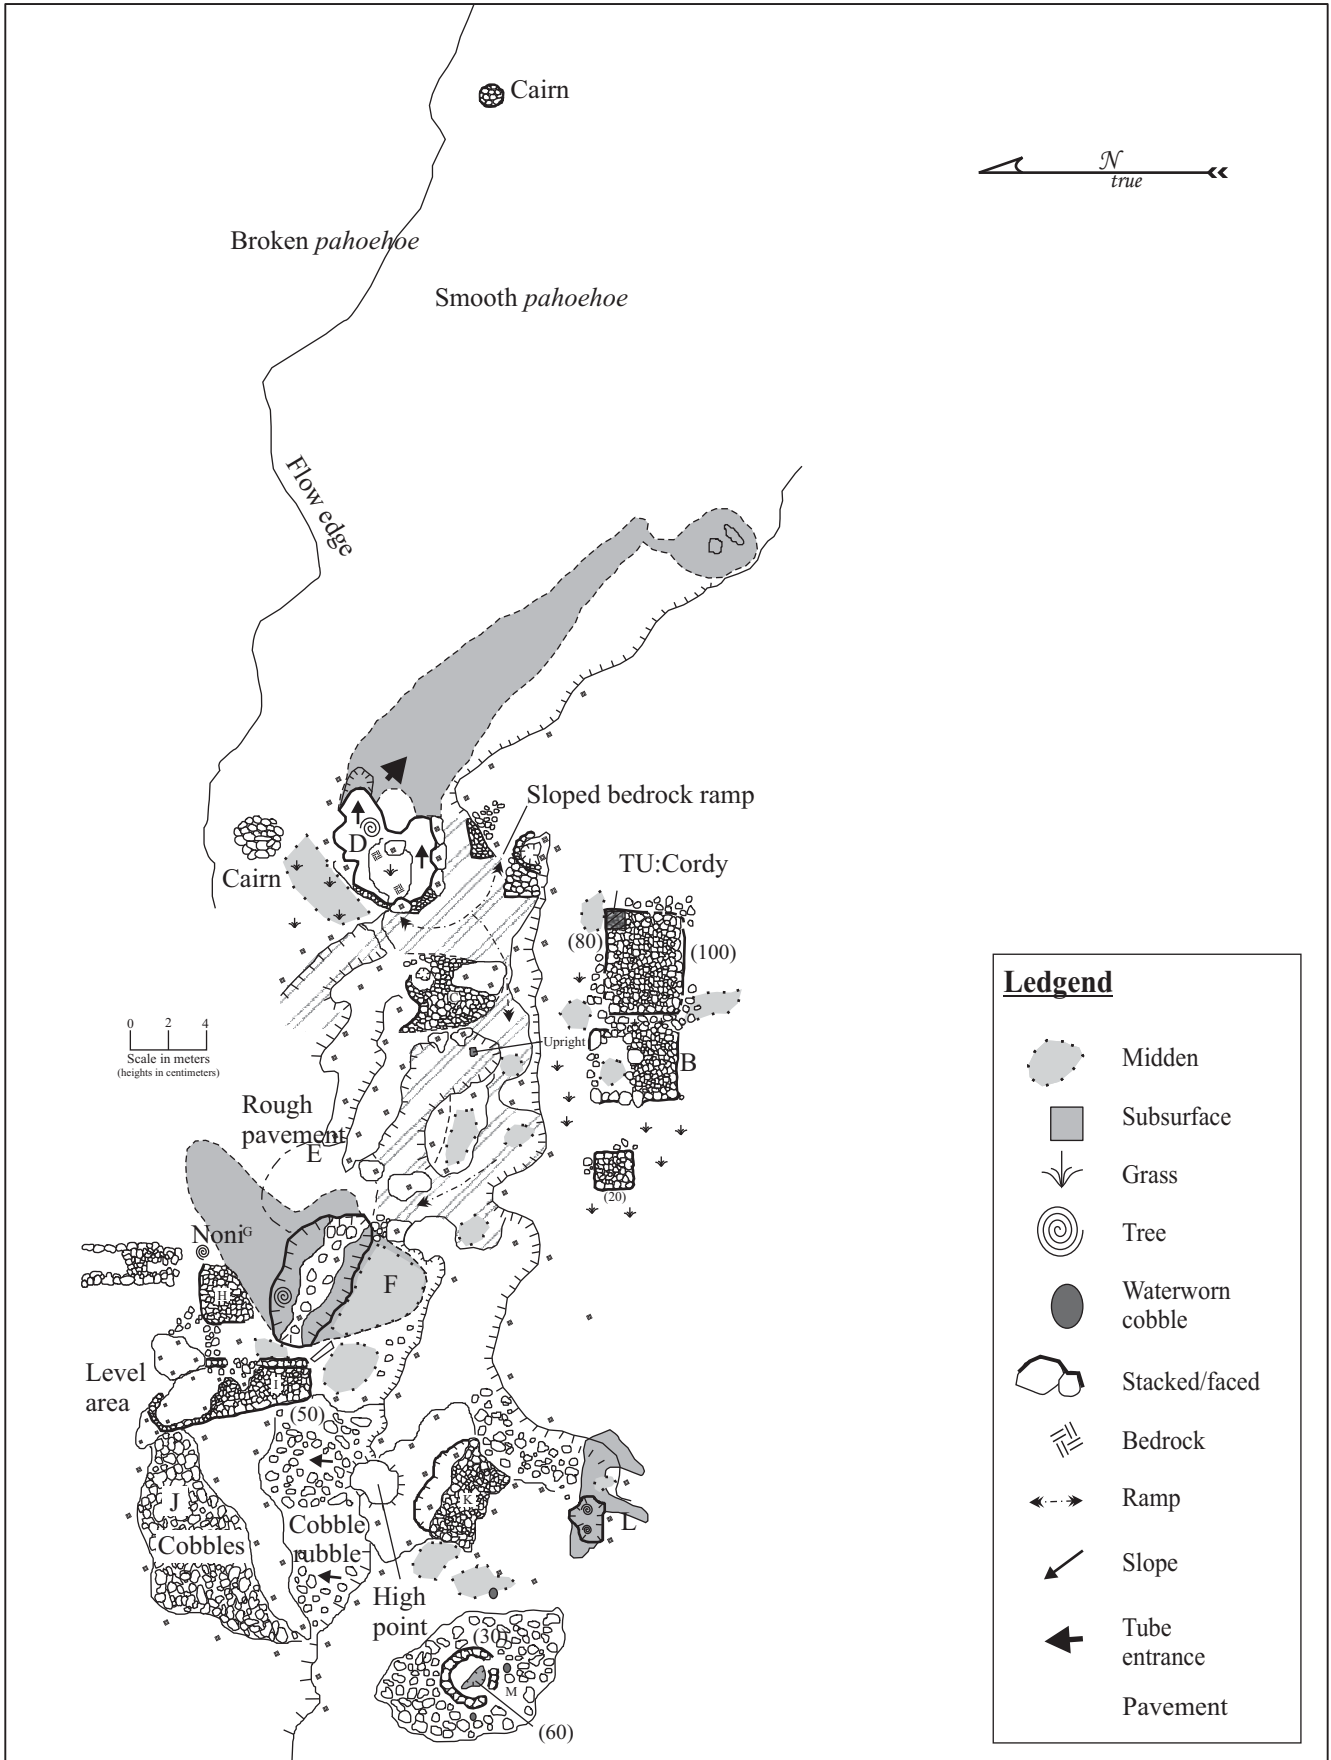 Cairn
N
true
Broken pahoehoe
Smooth pahoehoe
Flow edge
Sloped bedrock ramp
D
TU:Cordy
Cairn
(80)
(100)
C
0 2 4
Scale in meters
(heights in centimeters)
Upright
B
Rough
pavement
E
(20)
Noni
G
F
H
Level
area
I
(50)
J
K
L
Cobble
rubble
Cobbles
High
point
(30)
M
(60)
Ledgend
Midden
Subsurface
Grass
Tree
Waterworn
cobble
Stacked/faced
Bedrock
Ramp
Slope
Tube
entrance
Pavement